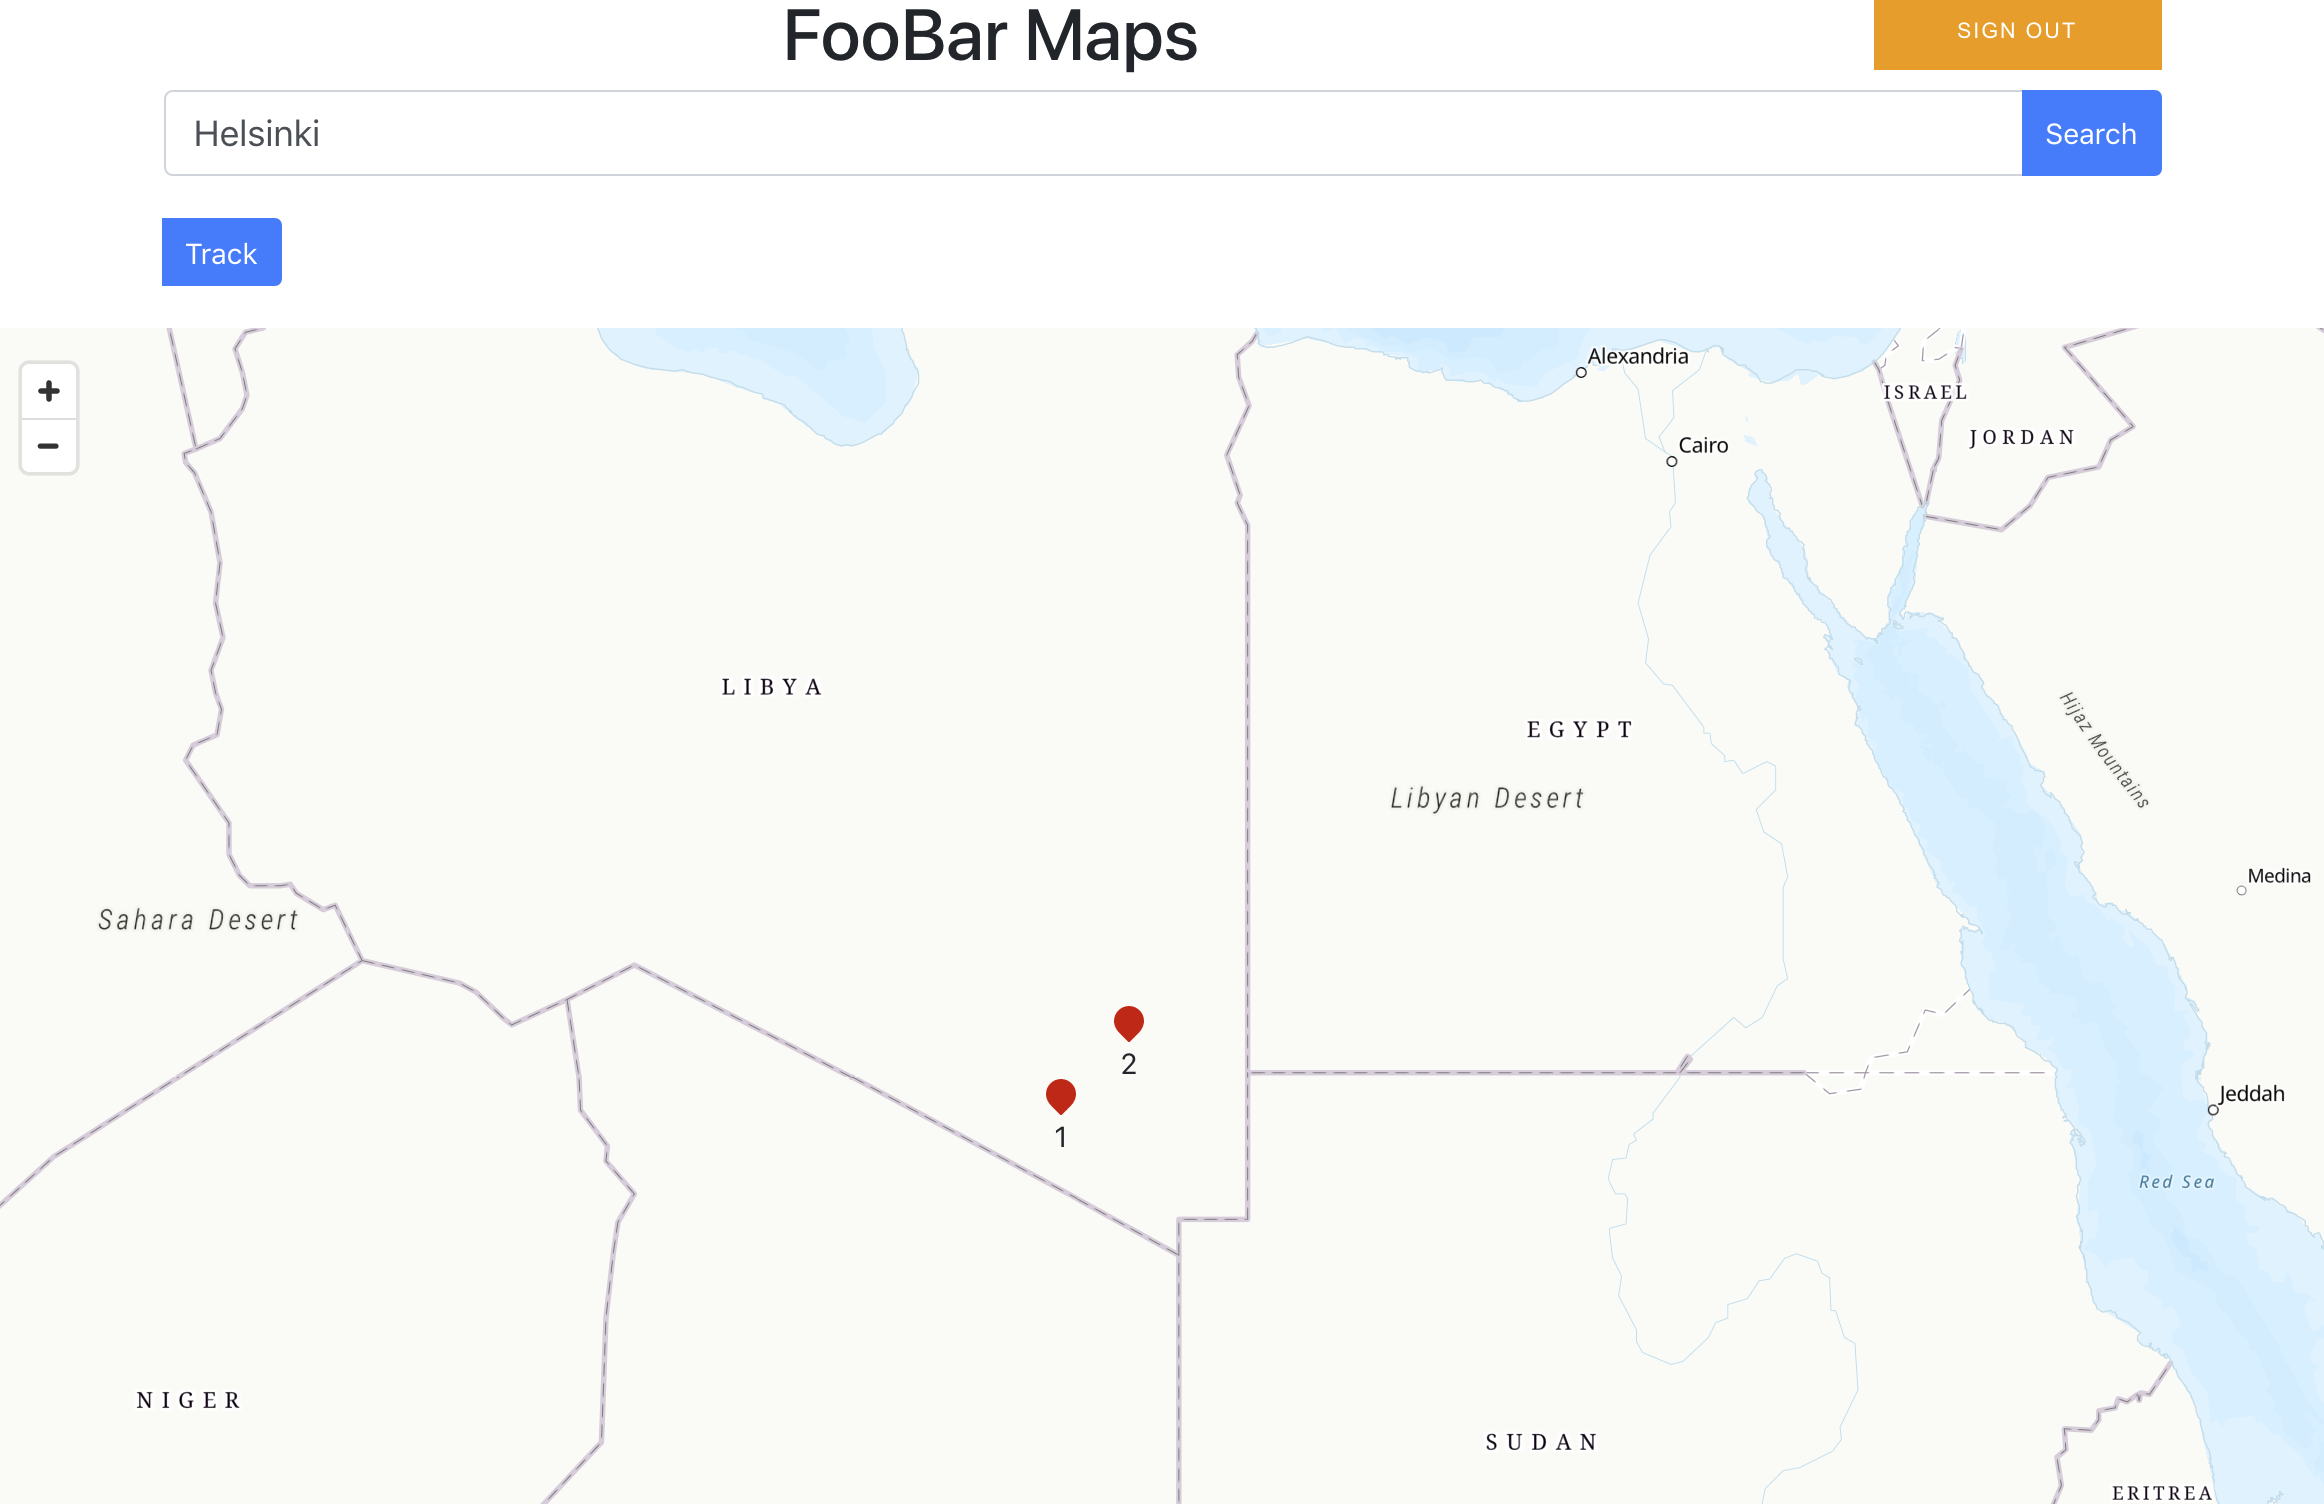 FooBar Maps
SIGN OUT
Helsinki
Search
Track
+
−
Alexandria
ISRAEL
JORDAN
Cairo
LIBYA
EGYPT
Hijaz Mountains
Libyan Desert
Medina
Sahara Desert
2
Jeddah
1
Red Sea
NIGER
SUDAN
ERITREA